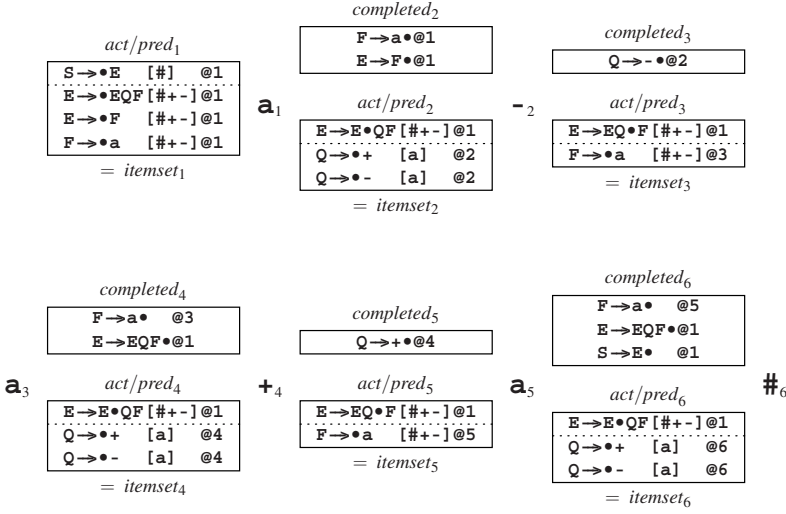 act/pred₁
S→•E [#] @1
E→•EQF[#+-]@1
E→•F [#+-]@1
F→•a [#+-]@1
= itemset₁
a₁
completed₂
F→a•@1
E→F•@1
act/pred₂
E→E•QF[#+-]@1
Q→•+ [a] @2
Q→•- [a] @2
= itemset₂
-₂
completed₃
Q→-•@2
act/pred₃
E→EQ•F[#+-]@1
F→•a [#+-]@3
= itemset₃
a₃
completed₄
F→a• @3
E→EQF•@1
act/pred₄
E→E•QF[#+-]@1
Q→•+ [a] @4
Q→•- [a] @4
= itemset₄
+₄
completed₅
Q→+•@4
act/pred₅
E→EQ•F[#+-]@1
F→•a [#+-]@5
= itemset₅
a₅
completed₆
F→a• @5
E→EQF•@1
S→E• @1
act/pred₆
E→E•QF[#+-]@1
Q→•+ [a] @6
Q→•- [a] @6
= itemset₆
#₆